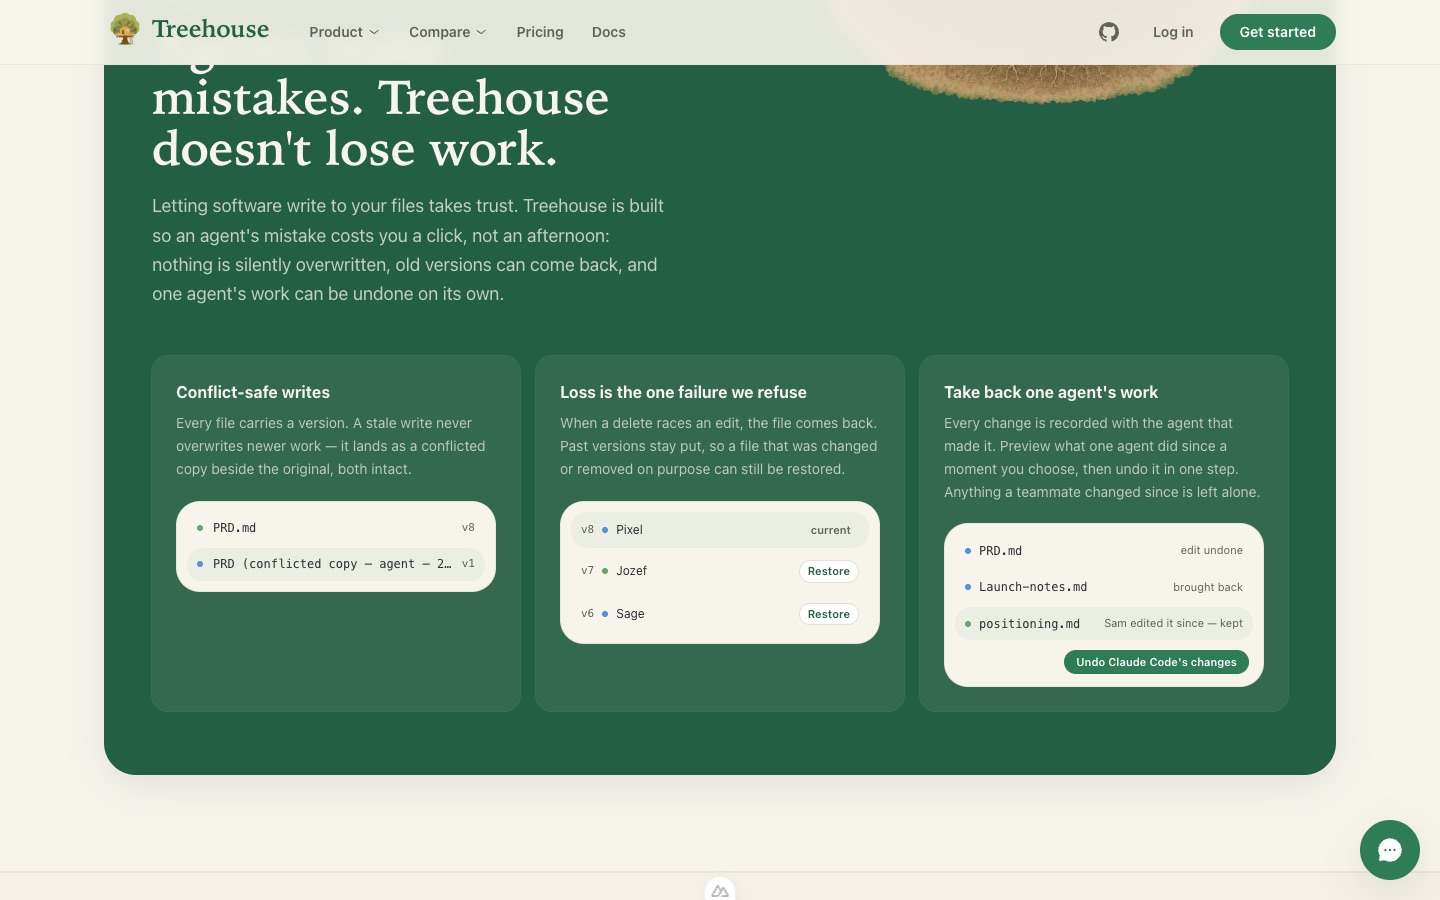 Treehouse
Product
Compare
Pricing
Docs
Log in
Get started
mistakes. Treehouse
doesn't lose work.
Letting software write to your files takes trust. Treehouse is built
so an agent's mistake costs you a click, not an afternoon:
nothing is silently overwritten, old versions can come back, and
one agent's work can be undone on its own.
Conflict-safe writes
Every file carries a version. A stale write never
overwrites newer work — it lands as a conflicted
copy beside the original, both intact.
PRD.md v8
PRD (conflicted copy — agent — 2… v1
Loss is the one failure we refuse
When a delete races an edit, the file comes back.
Past versions stay put, so a file that was changed
or removed on purpose can still be restored.
v8 Pixel current
v7 Jozef Restore
v6 Sage Restore
Take back one agent's work
Every change is recorded with the agent that
made it. Preview what one agent did since a
moment you choose, then undo it in one step.
Anything a teammate changed since is left alone.
PRD.md edit undone
Launch-notes.md brought back
positioning.md Sam edited it since — kept
Undo Claude Code's changes